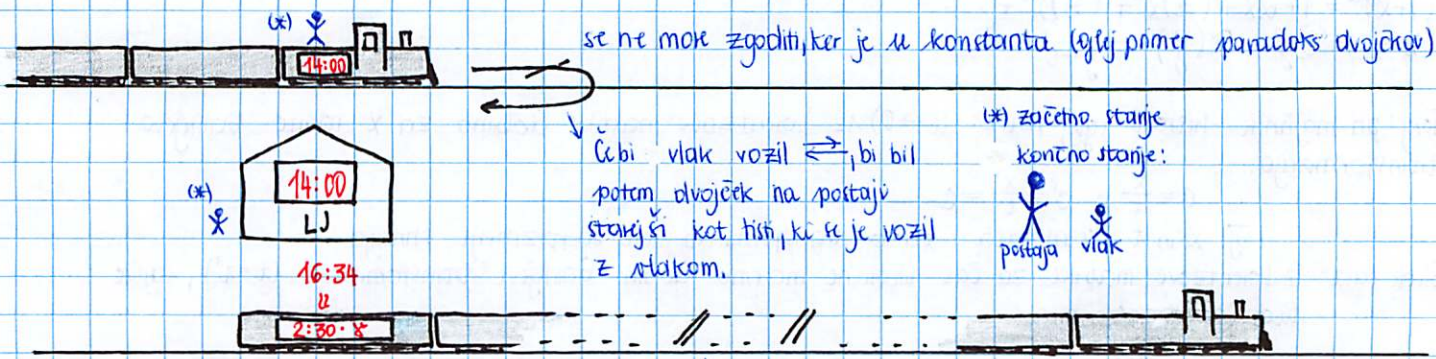 (*)
14:00
se ne more zgoditi, ker je u konstanta (glej primer paradoks dvojčkov)
14:00
LJ
(*)
Če bi vlak vozil ⇄, bi bil
potem dvojček na postaji
starejši kot tisti, ki se je vozil
z vlakom.
(*) začetno stanje
končno stanje:
postaja vlak
16:34
2:30·γ